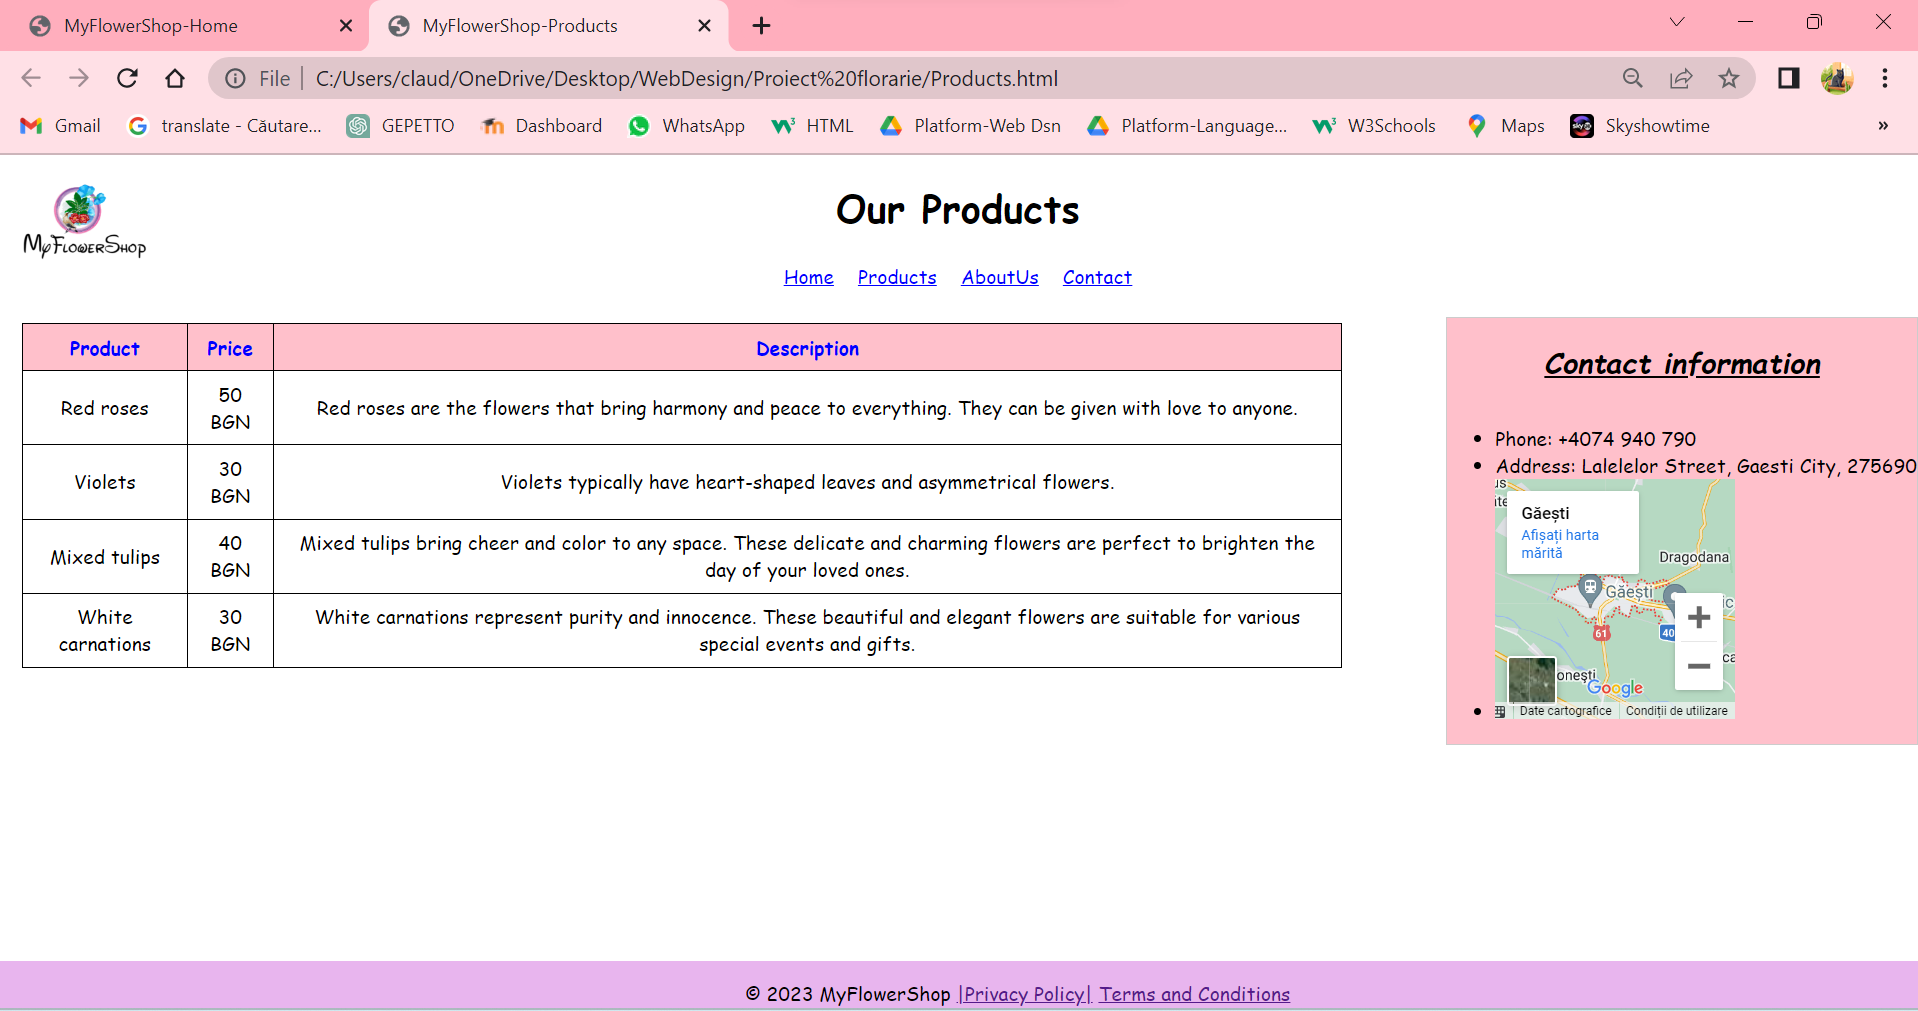 MyFlowerShop-Home
MyFlowerShop-Products
File
C:/Users/claud/OneDrive/Desktop/WebDesign/Proiect%20florarie/Products.html
Gmail
translate - Căutare...
GEPETTO
Dashboard
WhatsApp
HTML
Platform-Web Dsn
Platform-Language...
W3Schools
Maps
Skyshowtime
»
MyFlowerShop
Our Products
Home Products AboutUs Contact
Product Price Description
Red roses 50 BGN Red roses are the flowers that bring harmony and peace to everything. They can be given with love to anyone.
Violets 30 BGN Violets typically have heart-shaped leaves and asymmetrical flowers.
Mixed tulips 40 BGN Mixed tulips bring cheer and color to any space. These delicate and charming flowers are perfect to brighten the
day of your loved ones.
White carnations 30 BGN White carnations represent purity and innocence. These beautiful and elegant flowers are suitable for various
special events and gifts.
Contact information
• Phone: +4074 940 790
• Address: Lalelelor Street, Gaesti City, 275690
Găești
Afișați harta
mărită
Dragodana
Găești
61
40
onești
Google
Date cartografice
Condiții de utilizare
© 2023 MyFlowerShop |Privacy Policy| Terms and Conditions